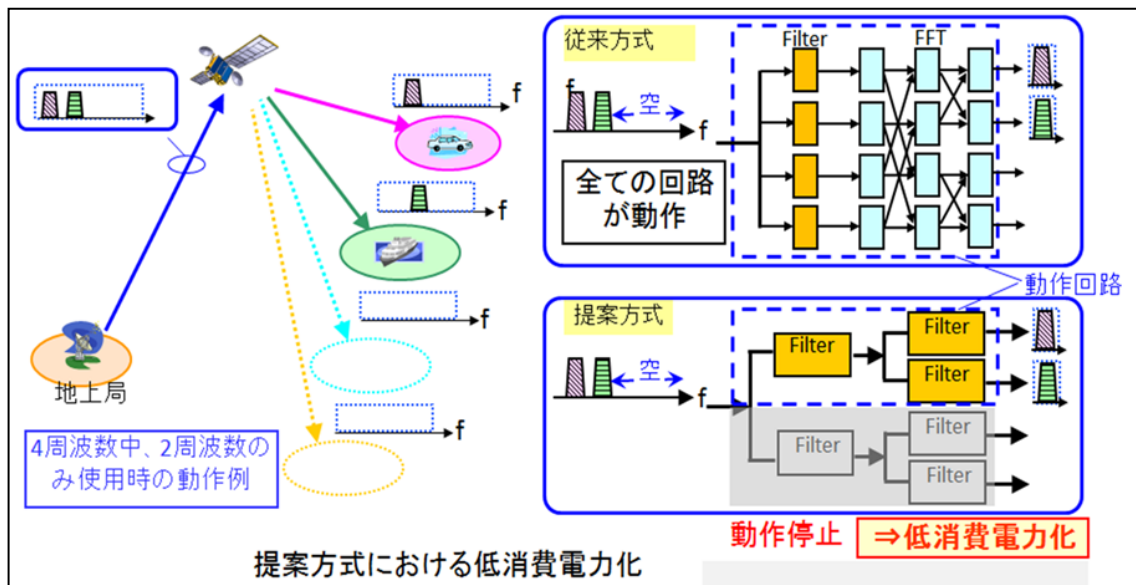 従来方式
Filter
FFT
f
f
空
f
全ての回路
が動作
f
f
f
f
動作回路
提案方式
空
f
Filter
Filter
Filter
Filter
Filter
Filter
地上局
4周波数中、2周波数の
み使用時の動作例
動作停止
⇒低消費電力化
提案方式における低消費電力化